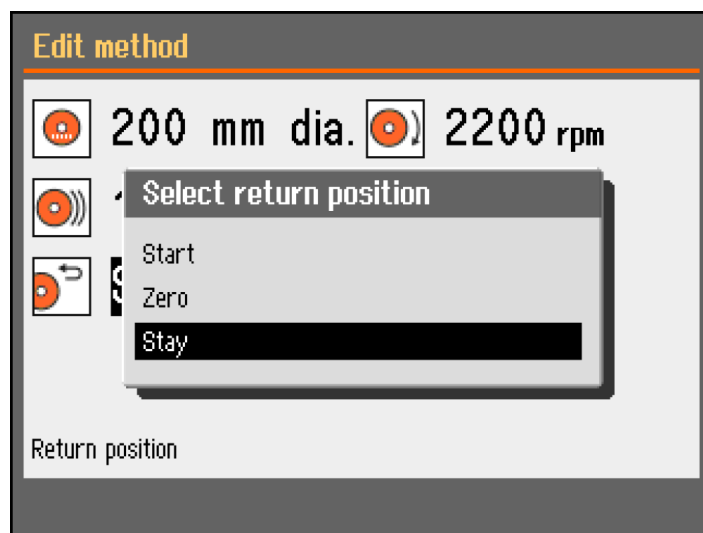 Edit method
200 mm dia. 2200 rpm
Select return position
Start
Zero
Stay
Return position